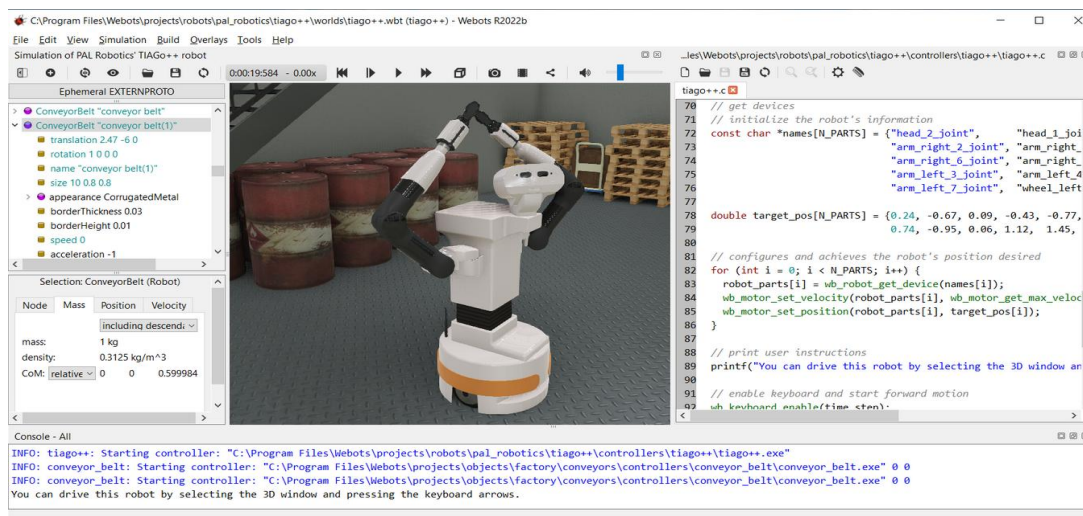 C:\Program Files\Webots\projects\robots\pal_robotics\tiago++\worlds\tiago++.wbt (tiago++) - Webots R2022b
File Edit View Simulation Build Overlays Tools Help
Simulation of PAL Robotics' TIAGo++ robot
...les\Webots\projects\robots\pal_robotics\tiago++\controllers\tiago++\tiago++.c
0:00:19:584 - 0.00x
Ephemeral EXTERNPROTO
ConveyorBelt "conveyor belt"
ConveyorBelt "conveyor belt(1)"
translation 2.47 -6 0
rotation 1 0 0 0
name "conveyor belt(1)"
size 10 0.8 0.8
appearance CorrugatedMetal
borderThickness 0.03
borderHeight 0.01
speed 0
acceleration -1
Selection: ConveyorBelt (Robot)
Node Mass Position Velocity
including descend
mass: 1 kg
density: 0.3125 kg/m^3
CoM: relative 0 0 0.599984
tiago++.c
70 // get devices
71 // initialize the robot's information
72 const char *names[N_PARTS] = {"head_2_joint", "head_1_joi
73 "arm_right_2_joint", "arm_right_
74 "arm_right_6_joint", "arm_right_
75 "arm_left_3_joint", "arm_left_4
76 "arm_left_7_joint", "wheel_left
77
78 double target_pos[N_PARTS] = {0.24, -0.67, 0.09, -0.43, -0.77,
79 0.74, -0.95, 0.06, 1.12, 1.45,
80
81 // configures and achieves the robot's position desired
82 for (int i = 0; i < N_PARTS; i++) {
83 robot_parts[i] = wb_robot_get_device(names[i]);
84 wb_motor_set_velocity(robot_parts[i], wb_motor_get_max_veloc
85 wb_motor_set_position(robot_parts[i], target_pos[i]);
86 }
87
88 // print user instructions
89 printf("You can drive this robot by selecting the 3D window an
90
91 // enable keyboard and start forward motion
92 wb_keyboard_enable(time_step);
Console - All
INFO: tiago++: Starting controller: "C:\Program Files\Webots\projects\robots\pal_robotics\tiago++\controllers\tiago++\tiago++.exe"
INFO: conveyor_belt: Starting controller: "C:\Program Files\Webots\projects\objects\factory\conveyors\controllers\conveyor_belt\conveyor_belt.exe" 0 0
INFO: conveyor_belt: Starting controller: "C:\Program Files\Webots\projects\objects\factory\conveyors\controllers\conveyor_belt\conveyor_belt.exe" 0 0
You can drive this robot by selecting the 3D window and pressing the keyboard arrows.